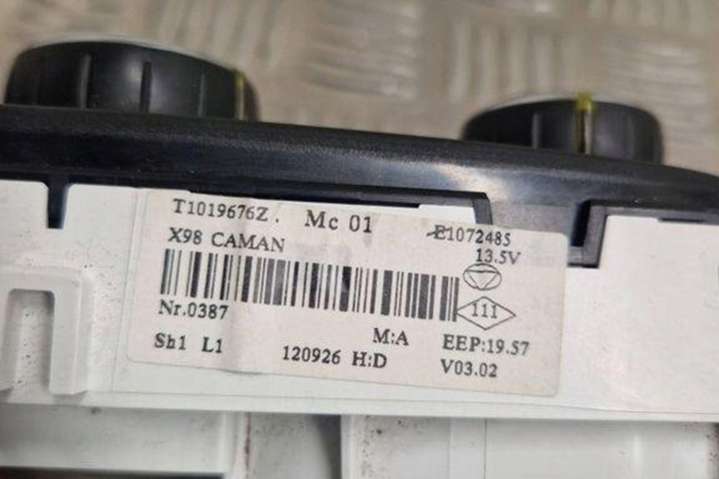 T1019676Z. Mc 01 E1072485
X98 CAMAN 13.5V
111
Nr.0387
M:A EEP:19.57
Sh1 L1 120926 H:D V03.02